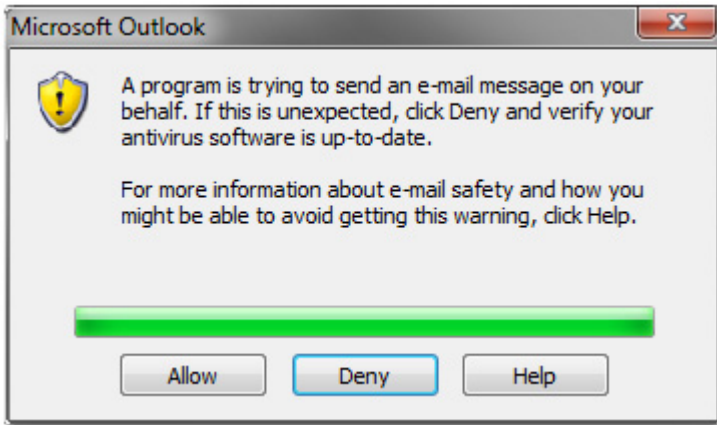 Microsoft Outlook
A program is trying to send an e-mail message on your
behalf. If this is unexpected, click Deny and verify your
antivirus software is up-to-date.
For more information about e-mail safety and how you
might be able to avoid getting this warning, click Help.
Allow Deny Help